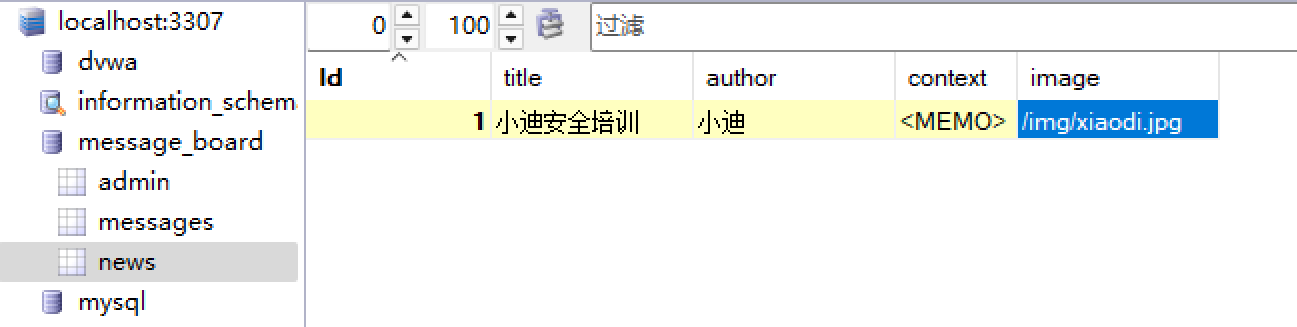 localhost:3307
dvwa
information_schem
message_board
admin
messages
news
mysql
0 100 过滤
Id title author context image
1 小迪安全培训 小迪 <MEMO> /img/xiaodi.jpg